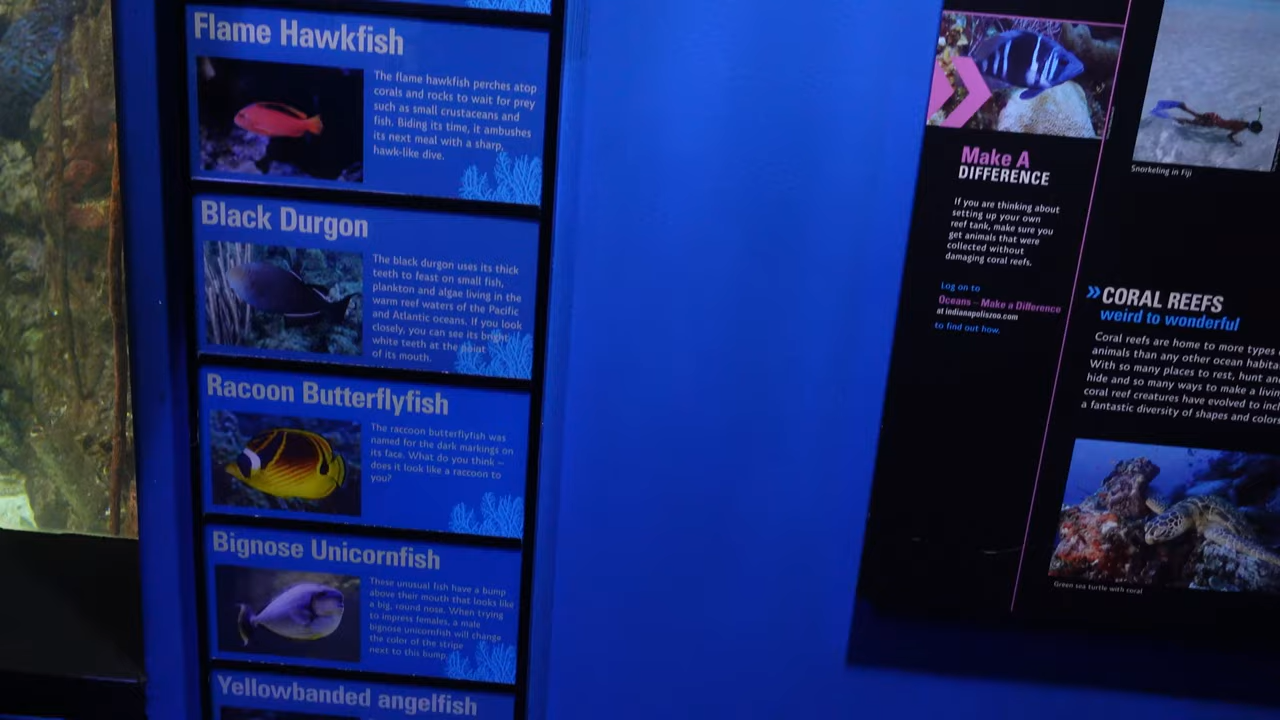 Flame Hawkfish
The flame hawkfish perches atop
corals and rocks to wait for prey
such as small crustaceans and
fish. Biding its time, it ambushes
its next meal with a sharp,
hawk-like dive.
Black Durgon
The black durgon uses its thick
teeth to feast on small fish,
plankton and algae living in the
warm reef waters of the Pacific
and Atlantic oceans. If you look
closely, you can see its bright
white teeth at the point
of its mouth.
Racoon Butterflyfish
The raccoon butterflyfish was
named for the dark markings on
its face. What do you think –
does it look like a raccoon to
you?
Bignose Unicornfish
These unusual fish have a bump
above their mouth that looks like
a big, round nose. When trying
to impress females, a male
bignose unicornfish will change
the color of the stripe
next to this bump.
Yellowbanded angelfish
Make A
DIFFERENCE
If you are thinking about
setting up your own
reef tank, make sure you
get animals that were
collected without
damaging coral reefs.
Log on to
Oceans – Make a Difference
at indianapoliszoo.com
to find out how.
Snorkeling in Fiji
»CORAL REEFS
weird to wonderful
Coral reefs are home to more types
animals than any other ocean
With so many places to rest, hunt
hide and so many ways to make a
coral reef creatures have evolved to
a fantastic diversity of shapes and
Green sea turtle with coral